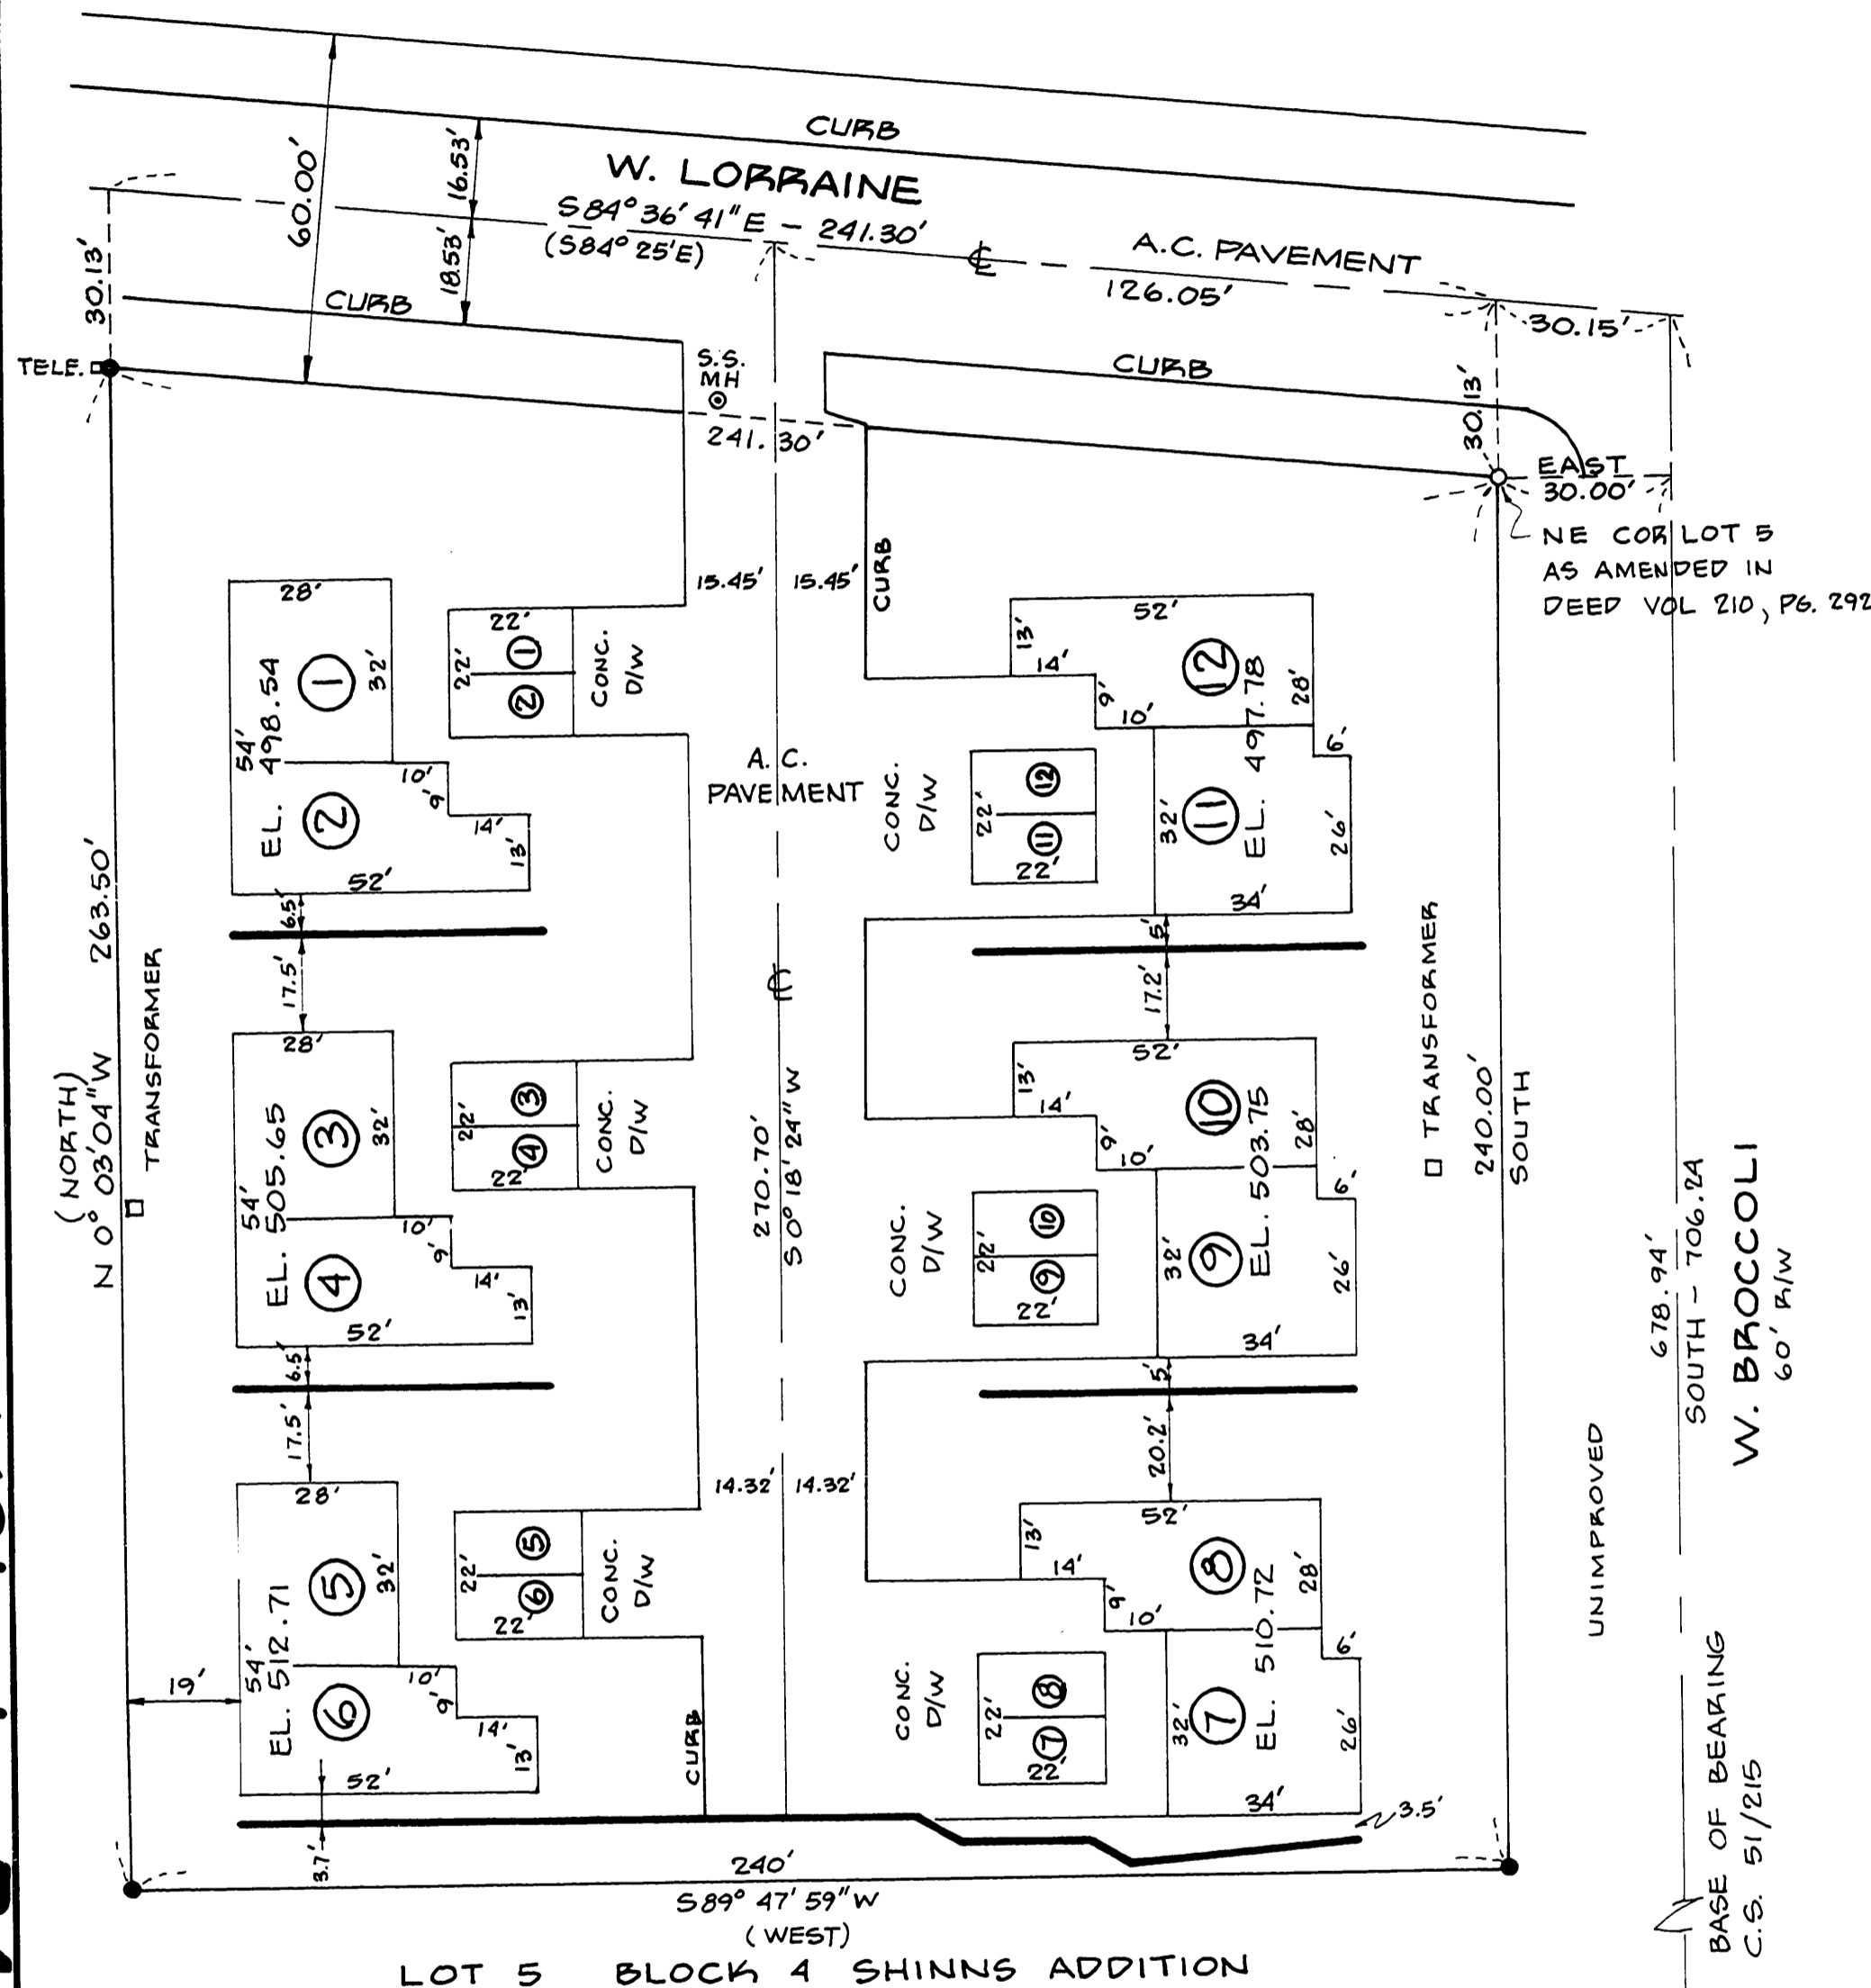 CURB
W. LORRAINE
60.00'
16.53'
S84° 36' 41" E - 241.30'
(S84° 25' E)
18.53'
30.13'
CURB
℄
A.C. PAVEMENT
126.05'
30.15'
TELE.
S.S.
MH
241.30'
CURB
30.13'
EAST
30.00'
NE COR LOT 5
AS AMENDED IN
DEED VOL 210, PG. 292
15.45'
15.45'
CURB
28'
32'
1
EL. 498.54
54'
2
10'
9'
14'
13'
52'
22'
22'
1
2
CONC.
D/W
52'
13'
14'
9'
10'
12
28'
EL. 497.78
6'
11
32'
26'
34'
A. C.
PAVEMENT
CONC.
D/W
22'
12
11
22'
N 0° 03' 04" W 263.50'
(NORTH)
TRANSFORMER
6.5'
17.5'
℄
5'
17.2'
TRANSFORMER
28'
32'
3
EL. 505.65
54'
4
10'
9'
14'
13'
52'
22'
3
4
22'
CONC.
D/W
270.70'
S 0° 18' 24" W
52'
13'
14'
9'
10'
10
28'
EL. 503.75
6'
9
32'
26'
34'
CONC.
D/W
22'
10
9
22'
240.00'
SOUTH
678.94'
SOUTH - 706.24
W. BROCCOLI
60' R/W
6.5'
17.5'
5'
20.2'
14.32'
14.32'
UNIMPROVED
28'
32'
5
EL. 512.71
54'
6
10'
9'
14'
13'
52'
19'
22'
5
6
22'
CONC.
D/W
CURB
52'
13'
14'
9'
10'
8
28'
EL. 510.72
6'
7
32'
26'
34'
CONC.
D/W
22'
8
7
22'
3.5'
3.7'
BASE OF BEARING
C.S. 51/215
240'
S89° 47' 59" W
(WEST)
LOT 5 BLOCK 4 SHINNS ADDITION